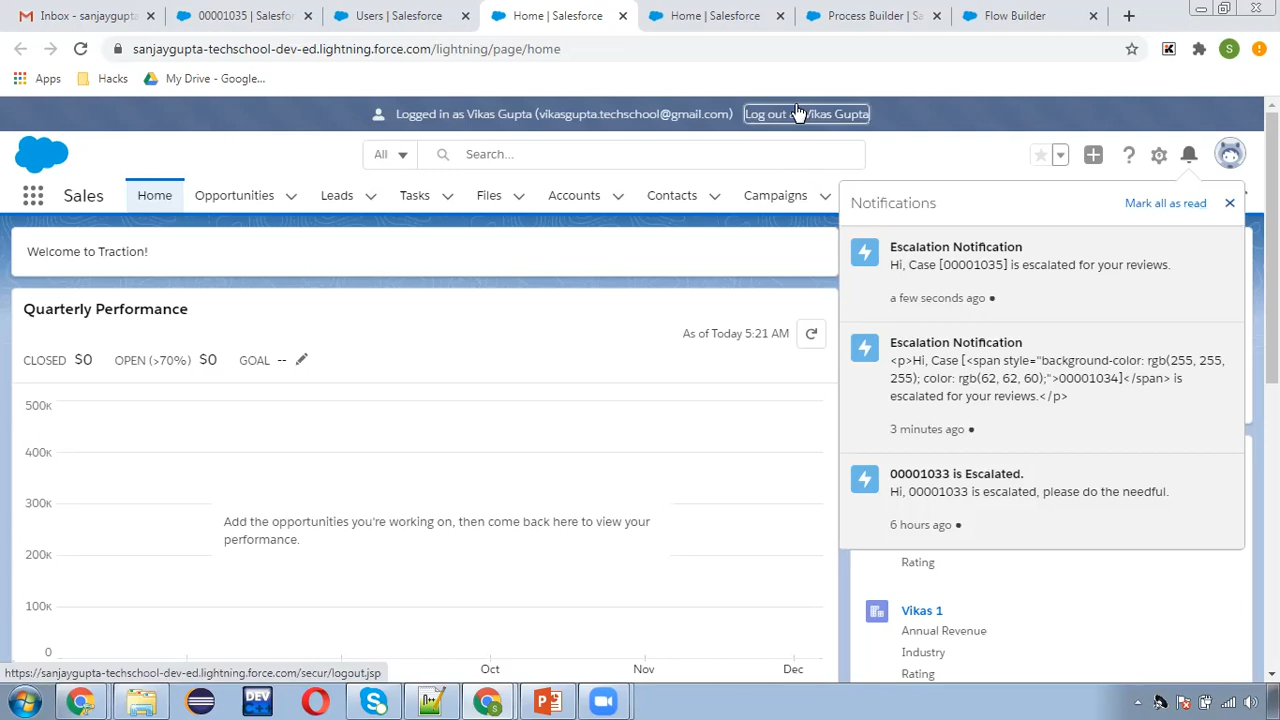 Inbox - sanjaygupta
00001035 | Salesfo
Users | Salesforce
Home | Salesforce
Home | Salesforce
Process Builder | Sa
Flow Builder
sanjaygupta-techschool-dev-ed.lightning.force.com/lightning/page/home
S
Apps
Hacks
My Drive - Google...
Logged in as Vikas Gupta (vikasgupta.techschool@gmail.com)
Log out Vikas Gupta
All
Search...
Sales
Home
Opportunities
Leads
Tasks
Files
Accounts
Contacts
Campaigns
Notifications
Mark all as read
Welcome to Traction!
Escalation Notification
Hi, Case [00001035] is escalated for your reviews.
a few seconds ago
Quarterly Performance
As of Today 5:21 AM
CLOSED $0 OPEN (>70%) $0 GOAL --
Escalation Notification
<p>Hi, Case [<span style="background-color: rgb(255, 255,
255); color: rgb(62, 62, 60);">00001034]</span> is
escalated for your reviews.</p>
3 minutes ago
00001033 is Escalated.
Hi, 00001033 is escalated, please do the needful.
6 hours ago
500K
400K
300K
200K
100K
0
Add the opportunities you're working on, then come back here to view your
performance.
Oct
Nov
Dec
Rating
Vikas 1
Annual Revenue
Industry
Rating
https://sanjaygupta-techschool-dev-ed.lightning.force.com/secur/logout.jsp
DEV